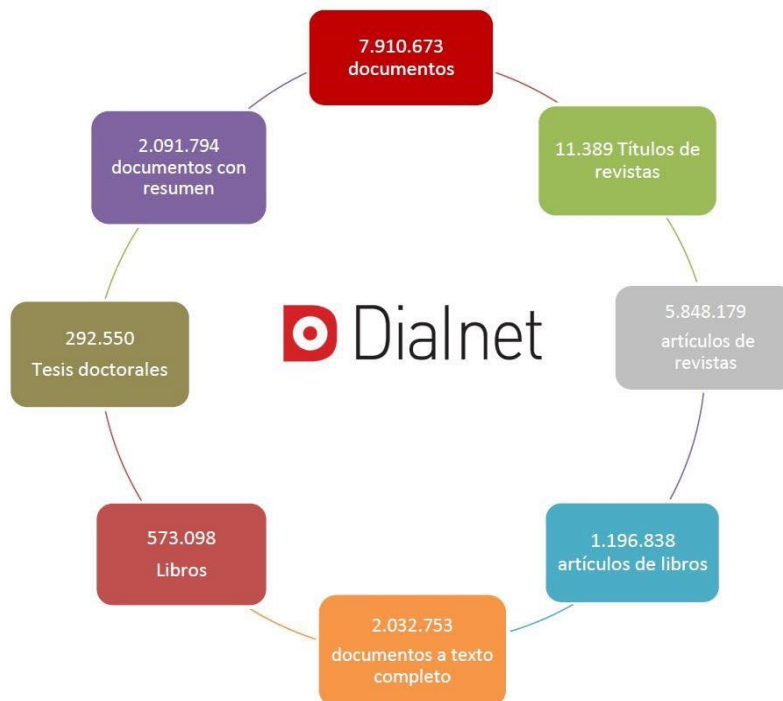 7.910.673
documentos
11.389 Títulos de
revistas
5.848.179
artículos de
revistas
1.196.838
artículos de libros
2.032.753
documentos a texto
completo
573.098
Libros
292.550
Tesis doctorales
2.091.794
documentos con
resumen
Dialnet